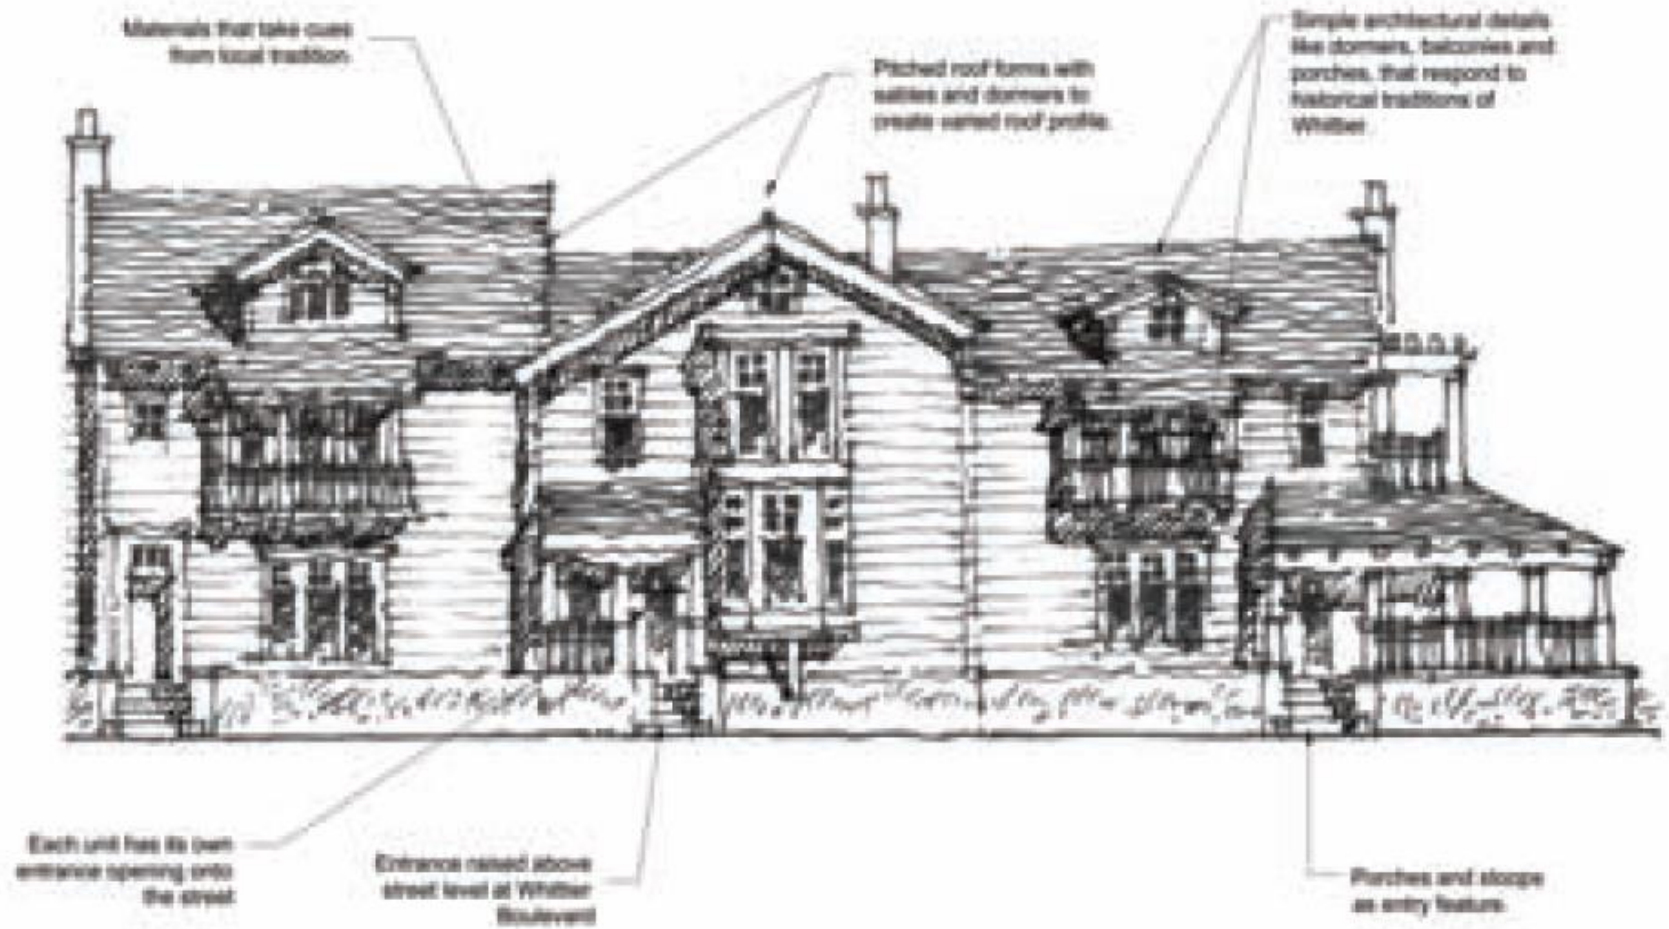 Materials that take cues
from local tradition.
Pitched roof forms with
gables and dormers to
create varied roof profile.
Simple architectural details
like dormers, balconies and
porches, that respond to
historical traditions of
Whittier.
Each unit has its own
entrance opening onto
the street
Entrance raised above
street level at Whittier
Boulevard
Porches and stoops
as entry feature.